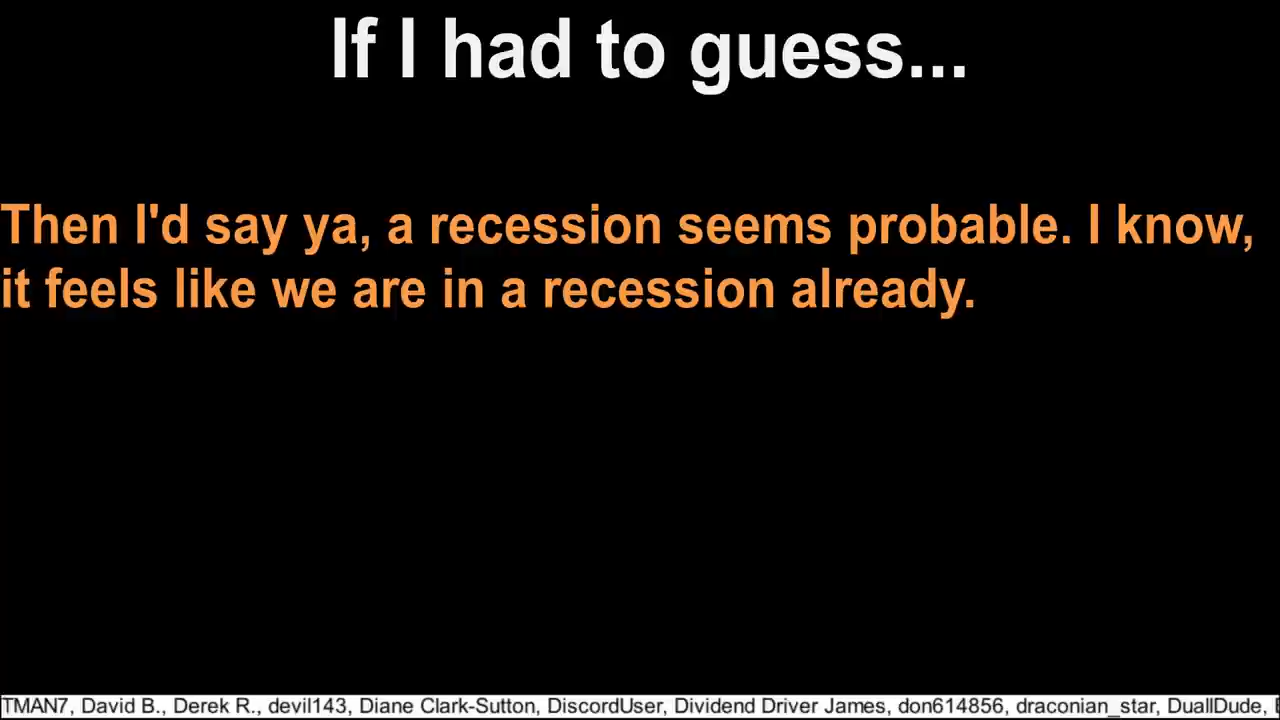 If I had to guess...
Then I'd say ya, a recession seems probable. I know,
it feels like we are in a recession already.
TMAN7, David B., Derek R., devil143, Diane Clark-Sutton, DiscordUser, Dividend Driver James, don614856, draconian_star, DuallDude,